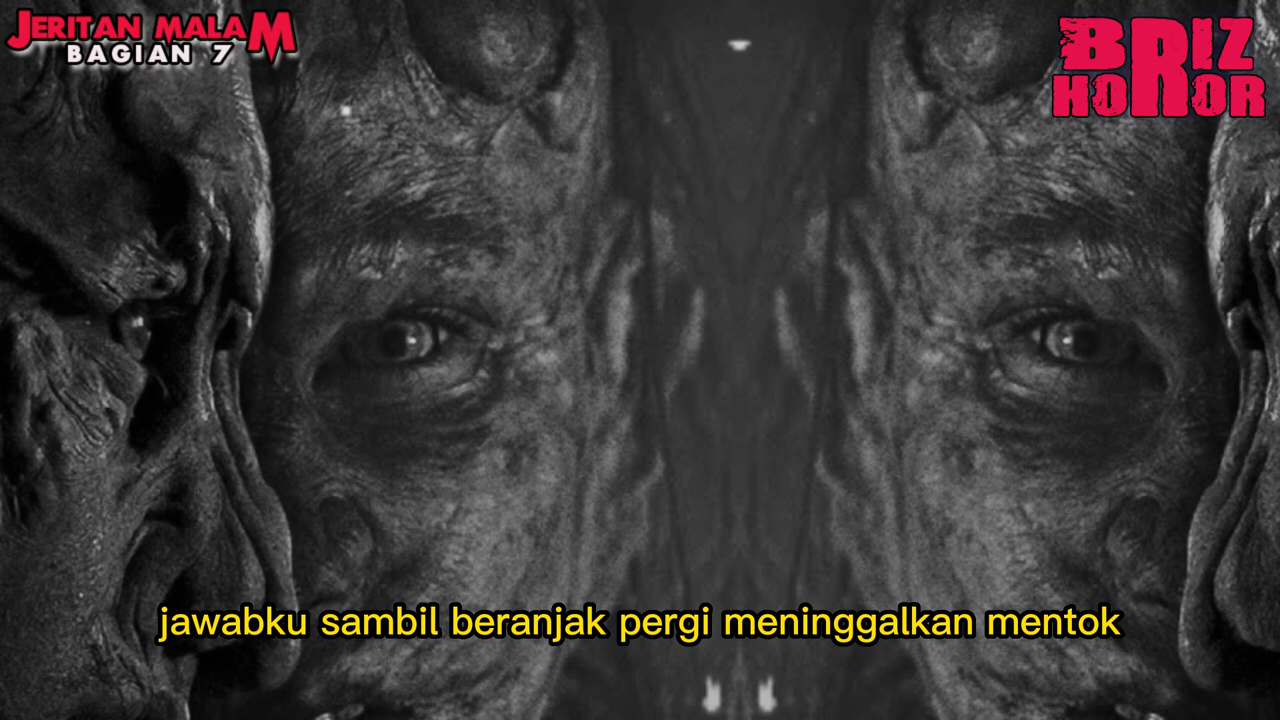 JERITAN MALAM
BAGIAN 7
BRIZ
HORROR
jawabku sambil beranjak pergi meninggalkan mentok